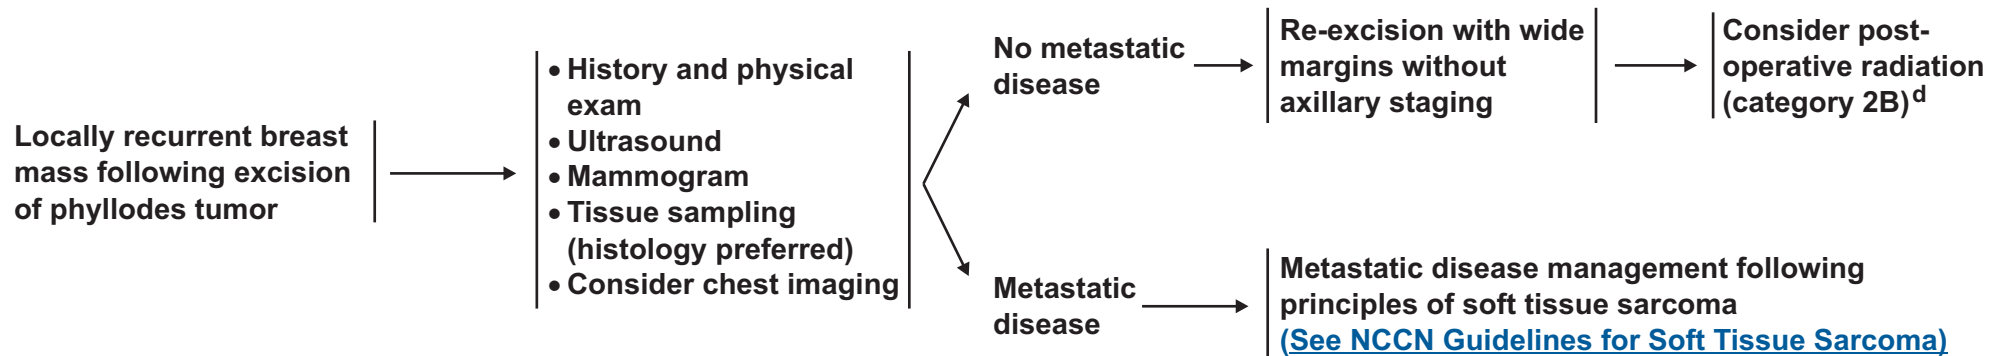 Locally recurrent breast
mass following excision
of phyllodes tumor
• History and physical
exam
• Ultrasound
• Mammogram
• Tissue sampling
(histology preferred)
• Consider chest imaging
No metastatic
disease
Re-excision with wide
margins without
axillary staging
Consider post-
operative radiation
(category 2B)d
Metastatic
disease
Metastatic disease management following
principles of soft tissue sarcoma
(See NCCN Guidelines for Soft Tissue Sarcoma)